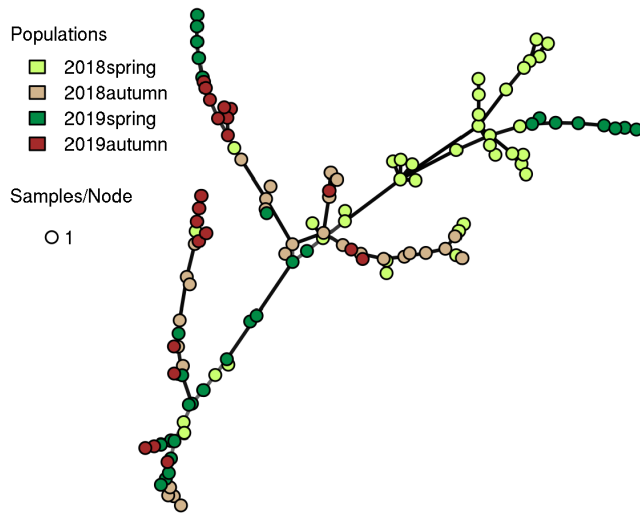 Populations
2018spring
2018autumn
2019spring
2019autumn
Samples/Node
1